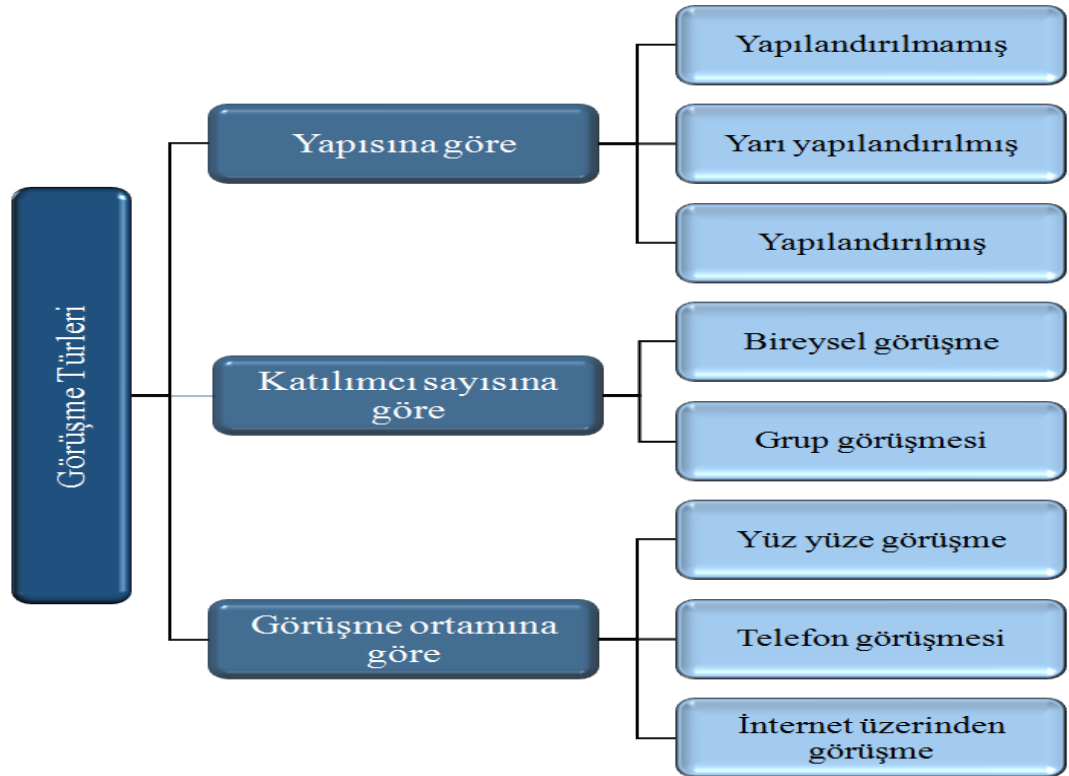 Görüşme Türleri
Yapısına göre
Yapılandırılmamış
Yarı yapılandırılmış
Yapılandırılmış
Katılımcı sayısına
göre
Bireysel görüşme
Grup görüşmesi
Görüşme ortamına
göre
Yüz yüze görüşme
Telefon görüşmesi
İnternet üzerinden
görüşme